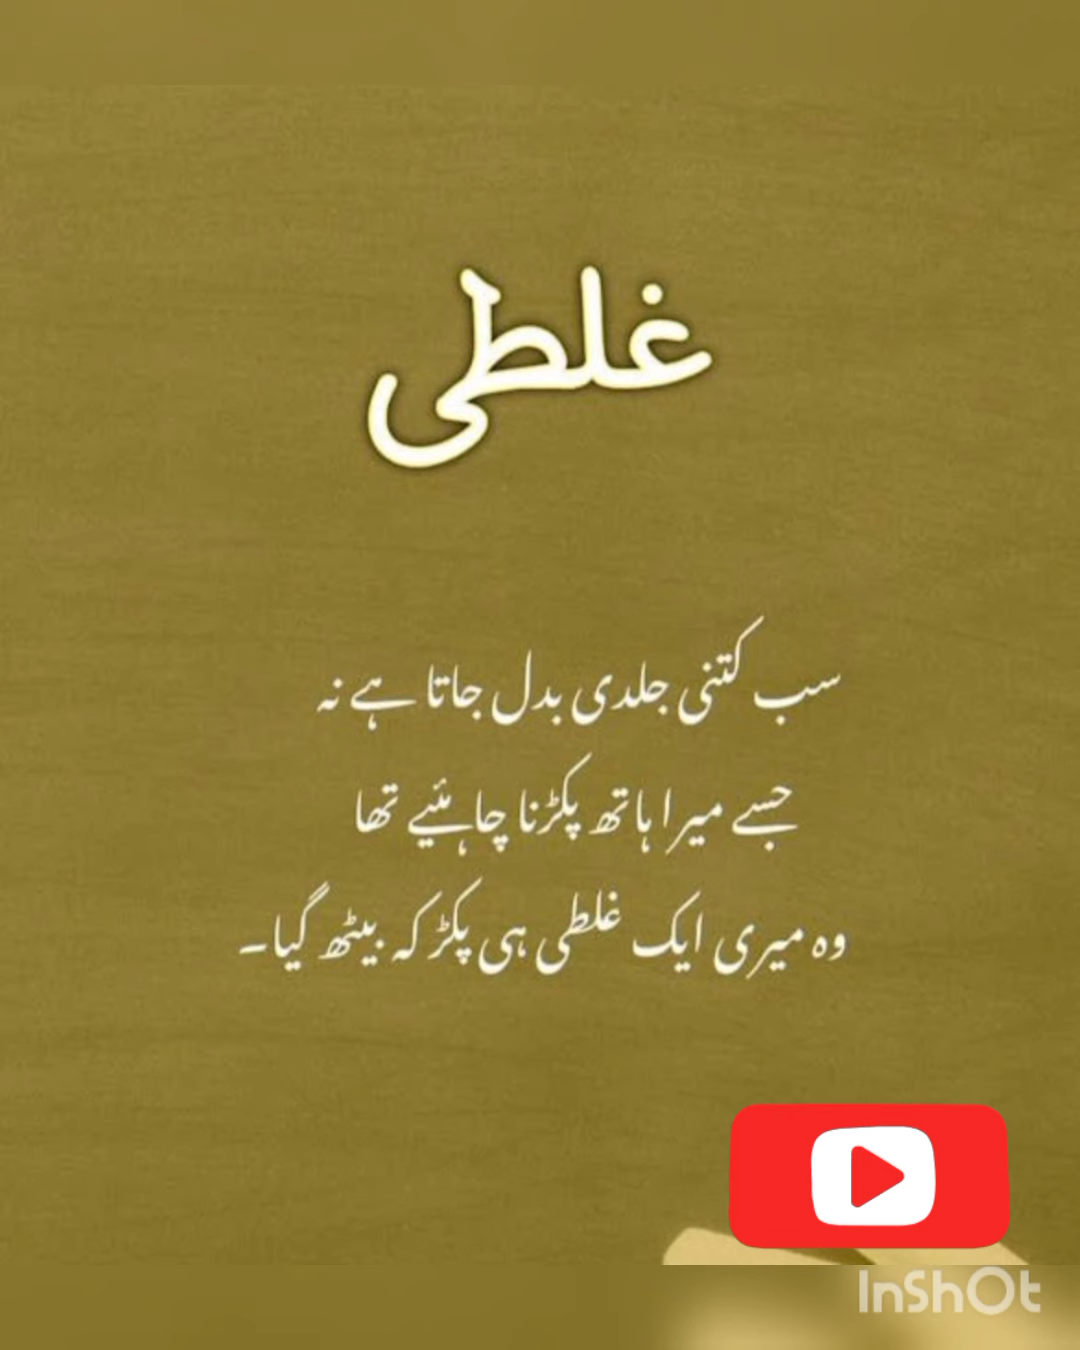 غلطی
سب کتنی جلدی بدل جاتا ہے نہ
جسے میرا ہاتھ پکڑنا چاہئیے تھا
وہ میری ایک غلطی ہی پکڑ کہ بیٹھ گیا۔
InShOt